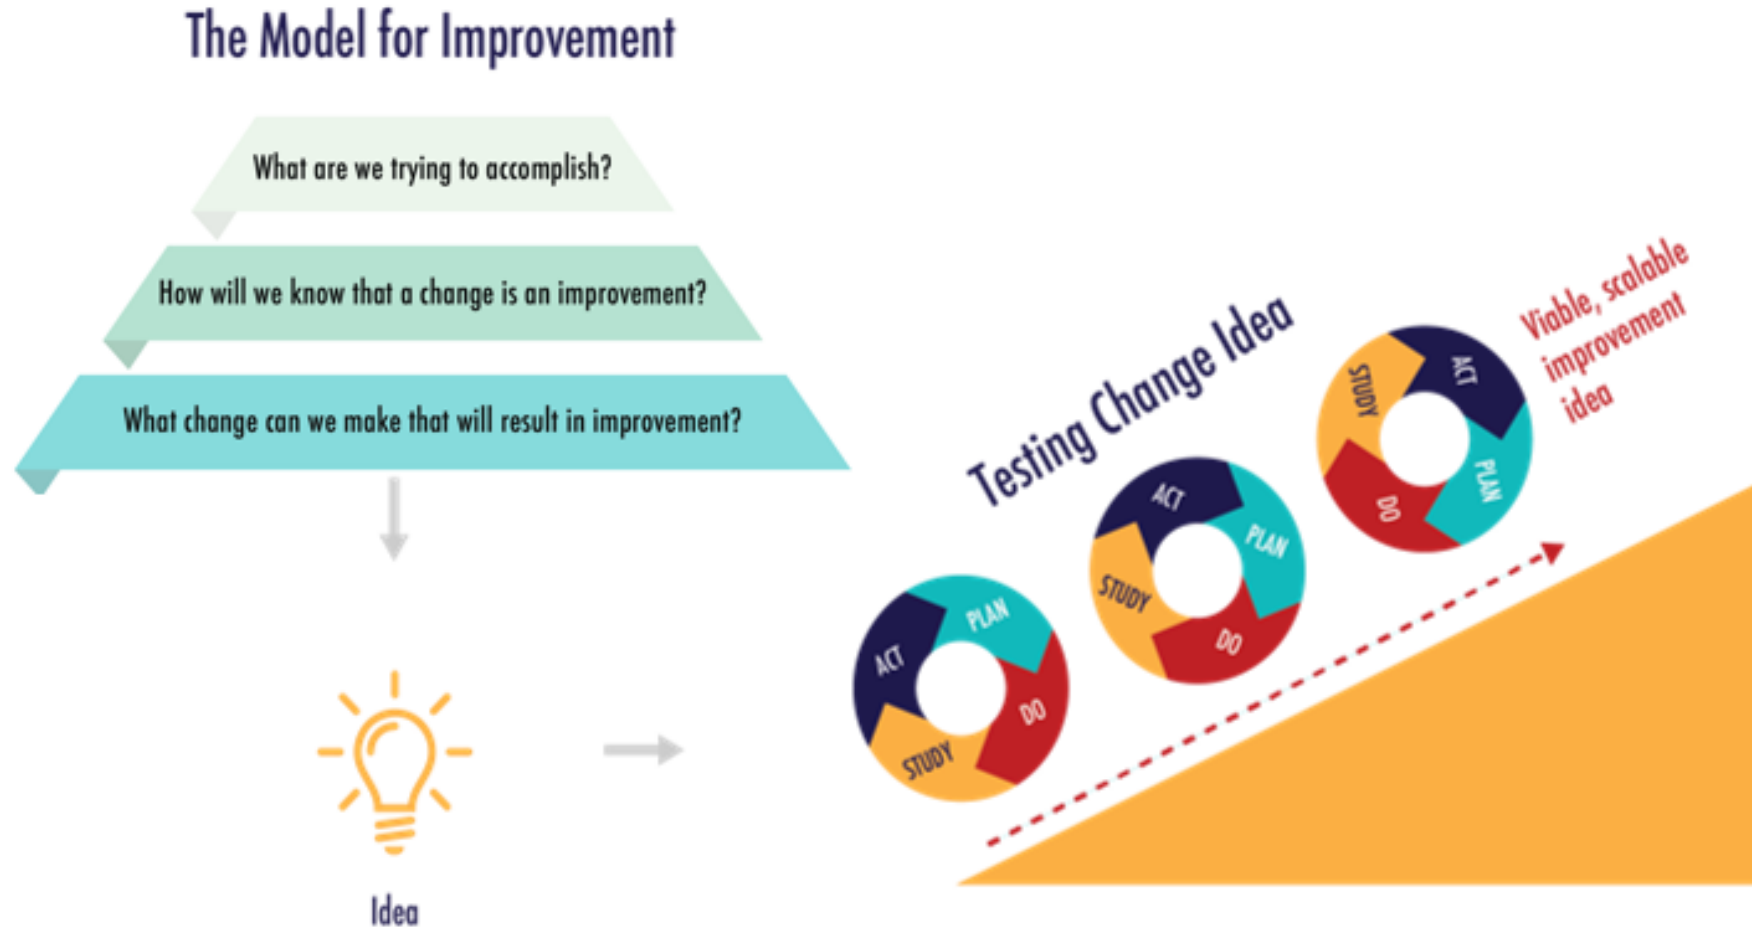 The Model for Improvement
What are we trying to accomplish?
How will we know that a change is an improvement?
What change can we make that will result in improvement?
Idea
Testing Change Idea
PLAN
DO
STUDY
ACT
PLAN
DO
STUDY
ACT
PLAN
DO
STUDY
ACT
Viable, scalable
improvement
idea